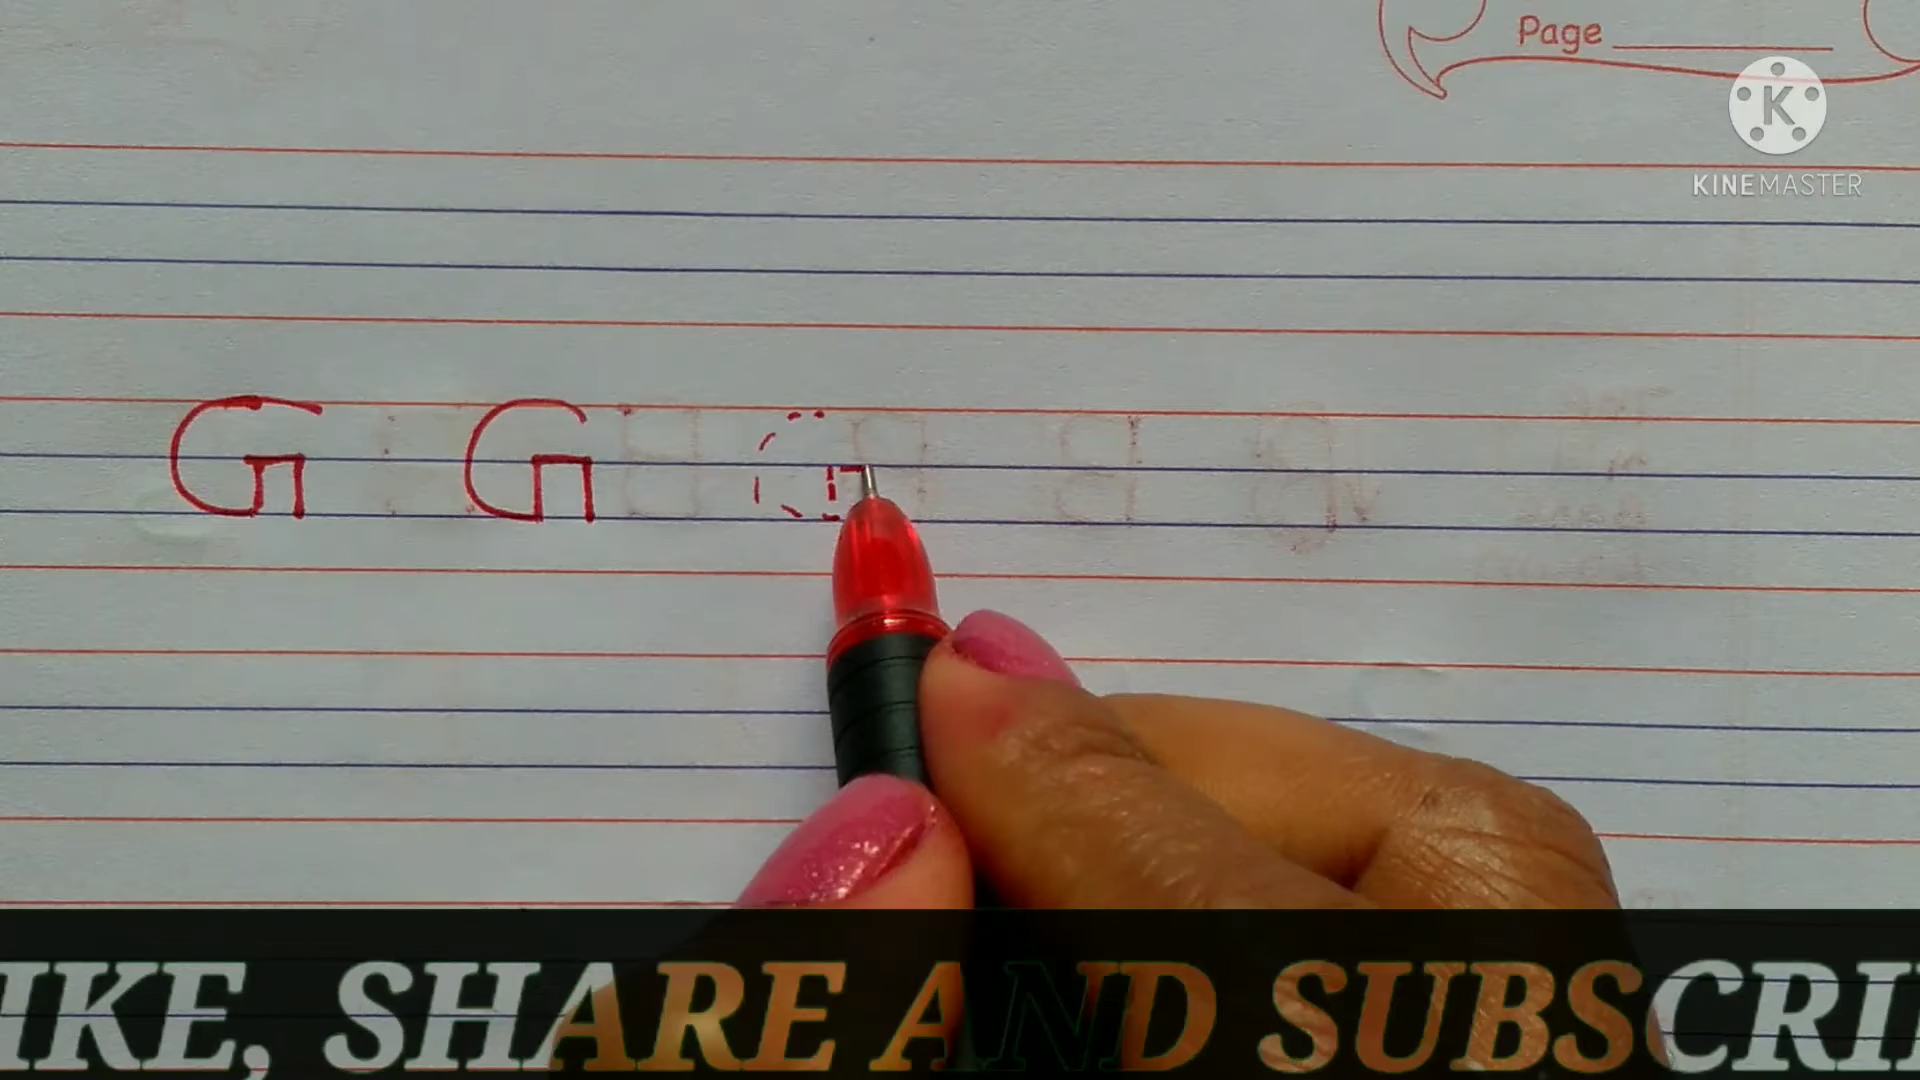 Page
KINEMASTER
G G G
IKE, SHARE AND SUBSCRI